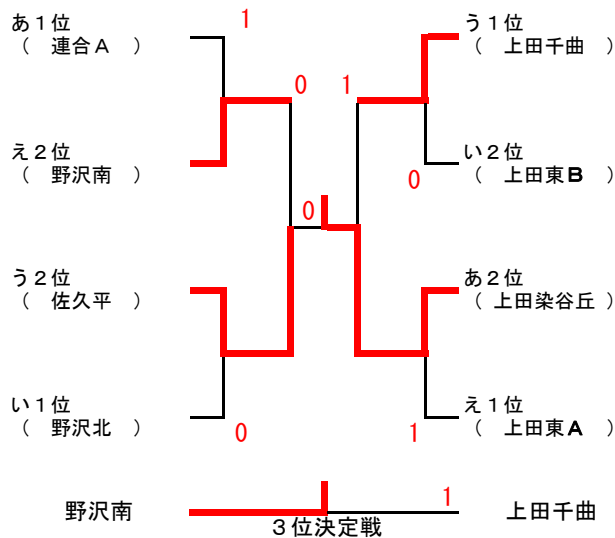 あ１位
（　連合Ａ　）
1
う１位
（　上田千曲　）
0
1
え２位
（　野沢南　）
い２位
（　上田東Ｂ　）
0
0
う２位
（　佐久平　）
あ２位
（ 上田染谷丘 ）
い１位
（　野沢北　）
0
え１位
（　上田東Ａ　）
1
野沢南
1
上田千曲
３位決定戦